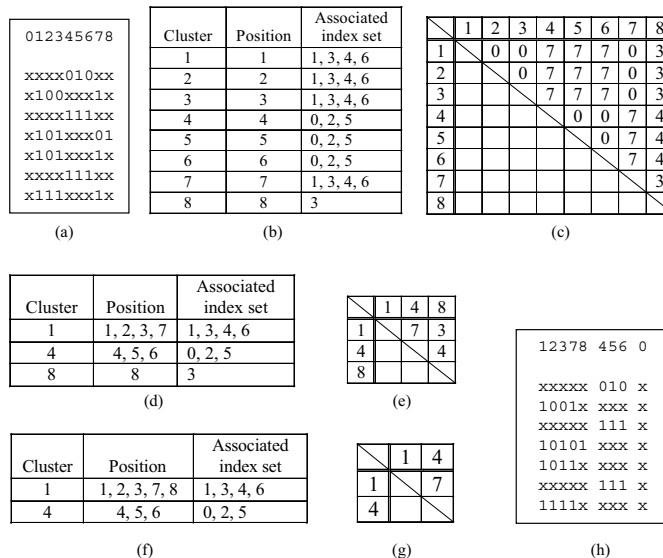 012345678
xxxx010xx
x100xxx1x
xxxx111xx
x101xxx01
x101xxx1x
xxxx111xx
x111xxx1x
(a)
Cluster Position Associated index set
1 1 1, 3, 4, 6
2 2 1, 3, 4, 6
3 3 1, 3, 4, 6
4 4 0, 2, 5
5 5 0, 2, 5
6 6 0, 2, 5
7 7 1, 3, 4, 6
8 8 3
(b)
1 2 3 4 5 6 7 8
1 0 0 7 7 7 0 3
2 0 7 7 7 0 3
3 7 7 7 0 3
4 0 0 7 4
5 0 7 4
6 7 4
7 3
8
(c)
Cluster Position Associated index set
1 1, 2, 3, 7 1, 3, 4, 6
4 4, 5, 6 0, 2, 5
8 8 3
(d)
1 4 8
1 7 3
4 4
8
(e)
Cluster Position Associated index set
1 1, 2, 3, 7, 8 1, 3, 4, 6
4 4, 5, 6 0, 2, 5
(f)
1 4
1 7
4
(g)
12378 456 0
xxxxx 010 x
1001x xxx x
xxxxx 111 x
10101 xxx x
1011x xxx x
xxxxx 111 x
1111x xxx x
(h)